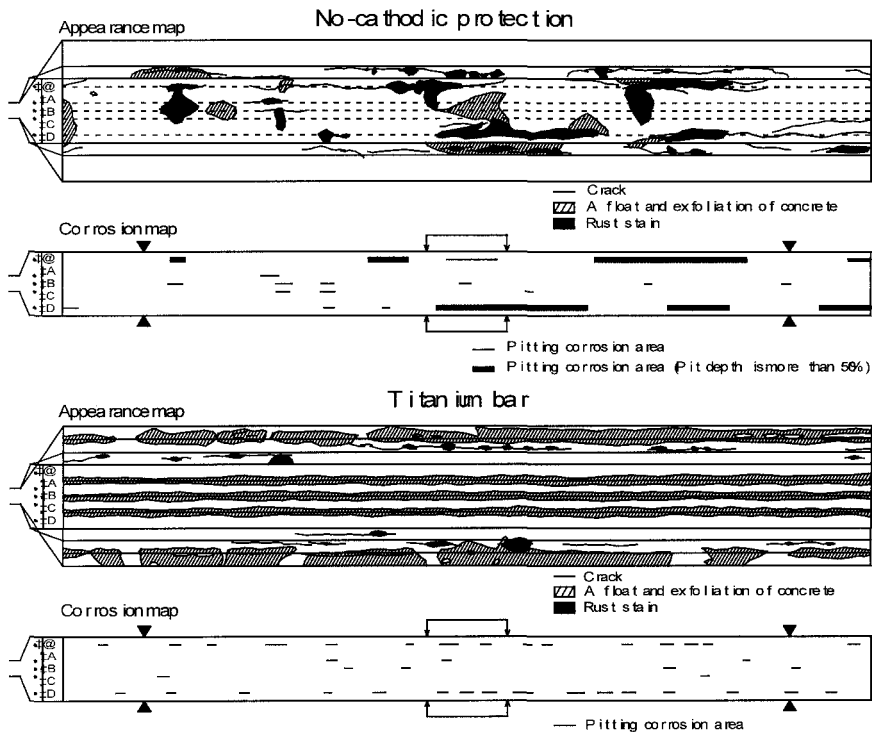 No-cathodic protection
Appearance map
‡@
‡A
‡B
‡C
‡D
Crack
A float and exfoliation of concrete
Rust stain
Corrosion map
‡@
‡A
‡B
‡C
‡D
Pitting corrosion area
Pitting corrosion area (Pit depth is more than 5%)
Titanium bar
Appearance map
‡@
‡A
‡B
‡C
‡D
Crack
A float and exfoliation of concrete
Rust stain
Corrosion map
‡@
‡A
‡B
‡C
‡D
Pitting corrosion area